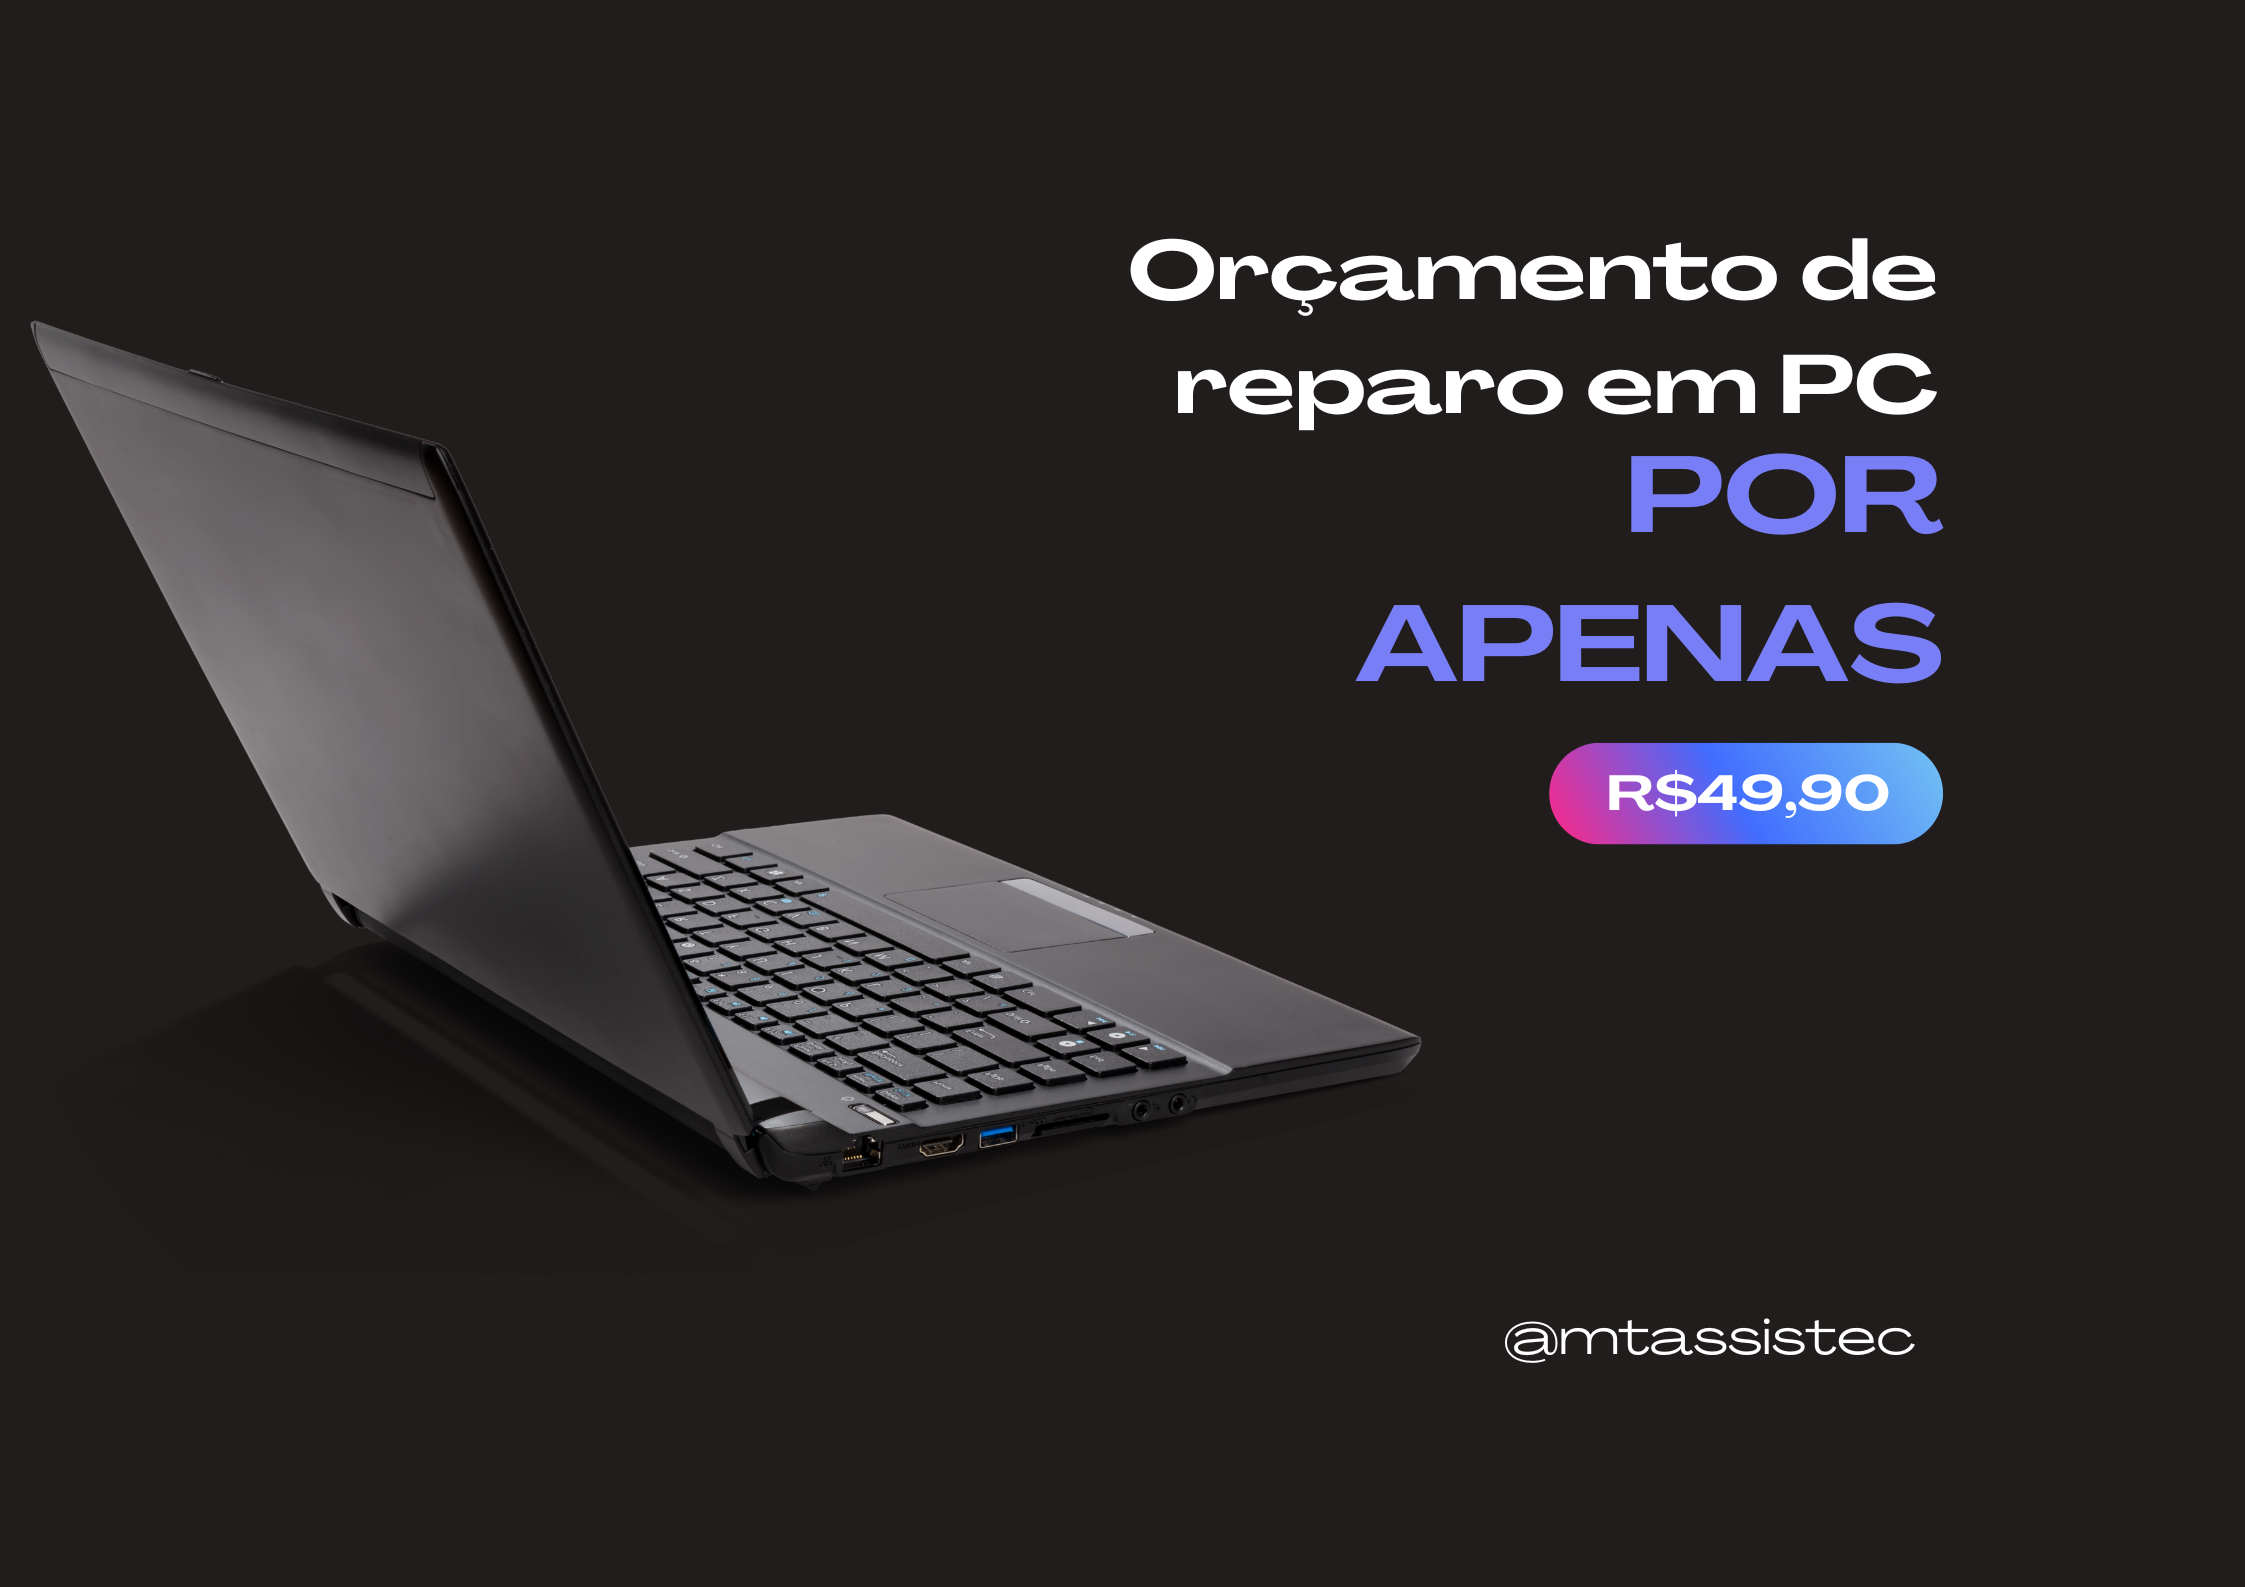 Orçamento de
reparo em PC
POR
APENAS
R$49,90
@mtassistec